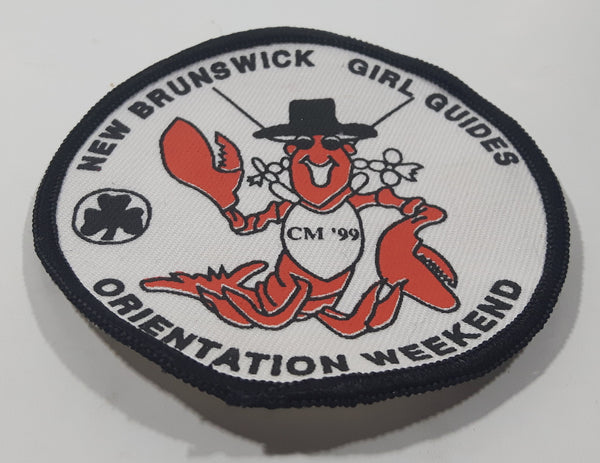 NEW BRUNSWICK GIRL GUIDES
CM '99
ORIENTATION WEEKEND